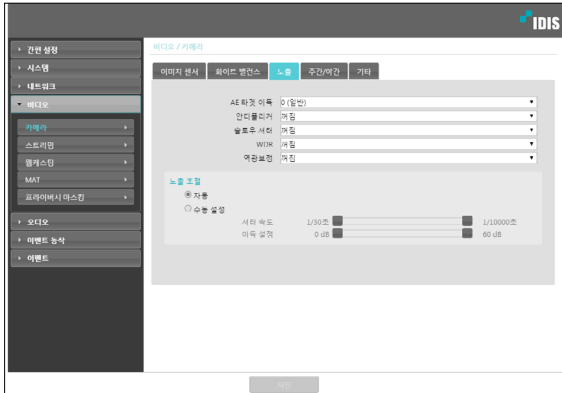 IDIS
간편 설정
시스템
네트워크
비디오
카메라
스트리밍
웹캐스팅
MAT
프라이버시 마스킹
오디오
이벤트 동작
이벤트
비디오 / 카메라
이미지 센서 화이트 밸런스 노출 주간/야간 기타
AE 타겟 이득 0 (일반)
안티플리커 꺼짐
슬로우 셔터 꺼짐
WDR 꺼짐
역광보정 꺼짐
노출 조절
자동
수동 설정
셔터 속도 1/30초 1/10000초
이득 설정 0 dB 60 dB
저장